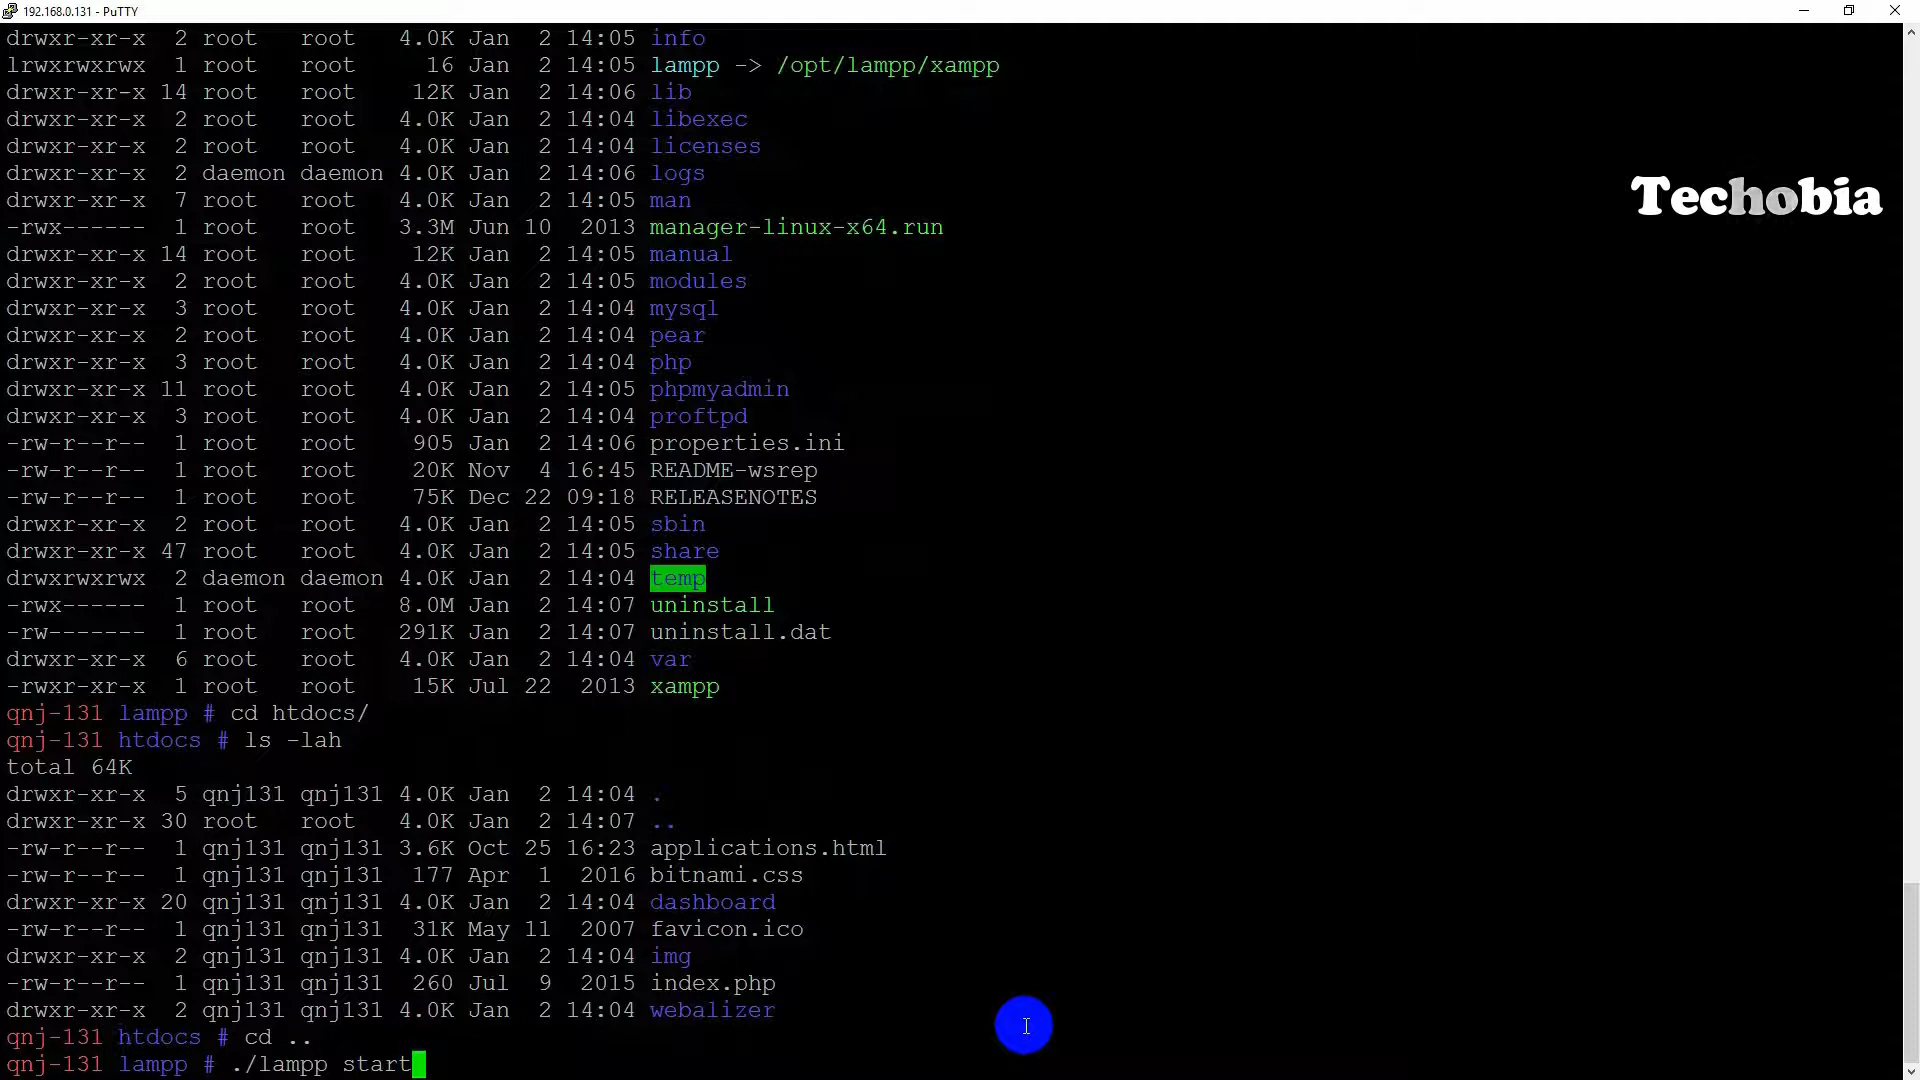 192.168.0.131 - PuTTY
drwxr-xr-x  2 root   root   4.0K Jan  2 14:05 info
lrwxrwxrwx  1 root   root     16 Jan  2 14:05 lampp -> /opt/lampp/xampp
drwxr-xr-x 14 root   root    12K Jan  2 14:06 lib
drwxr-xr-x  2 root   root   4.0K Jan  2 14:04 libexec
drwxr-xr-x  2 root   root   4.0K Jan  2 14:04 licenses
drwxr-xr-x  2 daemon daemon 4.0K Jan  2 14:06 logs
Techobia
drwxr-xr-x  7 root   root   4.0K Jan  2 14:05 man
-rwx------  1 root   root   3.3M Jun 10  2013 manager-linux-x64.run
drwxr-xr-x 14 root   root    12K Jan  2 14:05 manual
drwxr-xr-x  2 root   root   4.0K Jan  2 14:05 modules
drwxr-xr-x  3 root   root   4.0K Jan  2 14:04 mysql
drwxr-xr-x  2 root   root   4.0K Jan  2 14:04 pear
drwxr-xr-x  3 root   root   4.0K Jan  2 14:04 php
drwxr-xr-x 11 root   root   4.0K Jan  2 14:05 phpmyadmin
drwxr-xr-x  3 root   root   4.0K Jan  2 14:04 proftpd
-rw-r--r--  1 root   root    905 Jan  2 14:06 properties.ini
-rw-r--r--  1 root   root    20K Nov  4 16:45 README-wsrep
-rw-r--r--  1 root   root    75K Dec 22 09:18 RELEASENOTES
drwxr-xr-x  2 root   root   4.0K Jan  2 14:05 sbin
drwxr-xr-x 47 root   root   4.0K Jan  2 14:05 share
drwxrwxrwx  2 daemon daemon 4.0K Jan  2 14:04 temp
-rwx------  1 root   root   8.0M Jan  2 14:07 uninstall
-rw-------  1 root   root   291K Jan  2 14:07 uninstall.dat
drwxr-xr-x  6 root   root   4.0K Jan  2 14:04 var
-rwxr-xr-x  1 root   root    15K Jul 22  2013 xampp
qnj-131 lampp # cd htdocs/
qnj-131 htdocs # ls -lah
total 64K
drwxr-xr-x  5 qnj131 qnj131 4.0K Jan  2 14:04 .
drwxr-xr-x 30 root   root   4.0K Jan  2 14:07 ..
-rw-r--r--  1 qnj131 qnj131 3.6K Oct 25 16:23 applications.html
-rw-r--r--  1 qnj131 qnj131  177 Apr  1  2016 bitnami.css
drwxr-xr-x 20 qnj131 qnj131 4.0K Jan  2 14:04 dashboard
-rw-r--r--  1 qnj131 qnj131  31K May 11  2007 favicon.ico
drwxr-xr-x  2 qnj131 qnj131 4.0K Jan  2 14:04 img
-rw-r--r--  1 qnj131 qnj131  260 Jul  9  2015 index.php
drwxr-xr-x  2 qnj131 qnj131 4.0K Jan  2 14:04 webalizer
qnj-131 htdocs # cd ..
qnj-131 lampp # ./lampp start